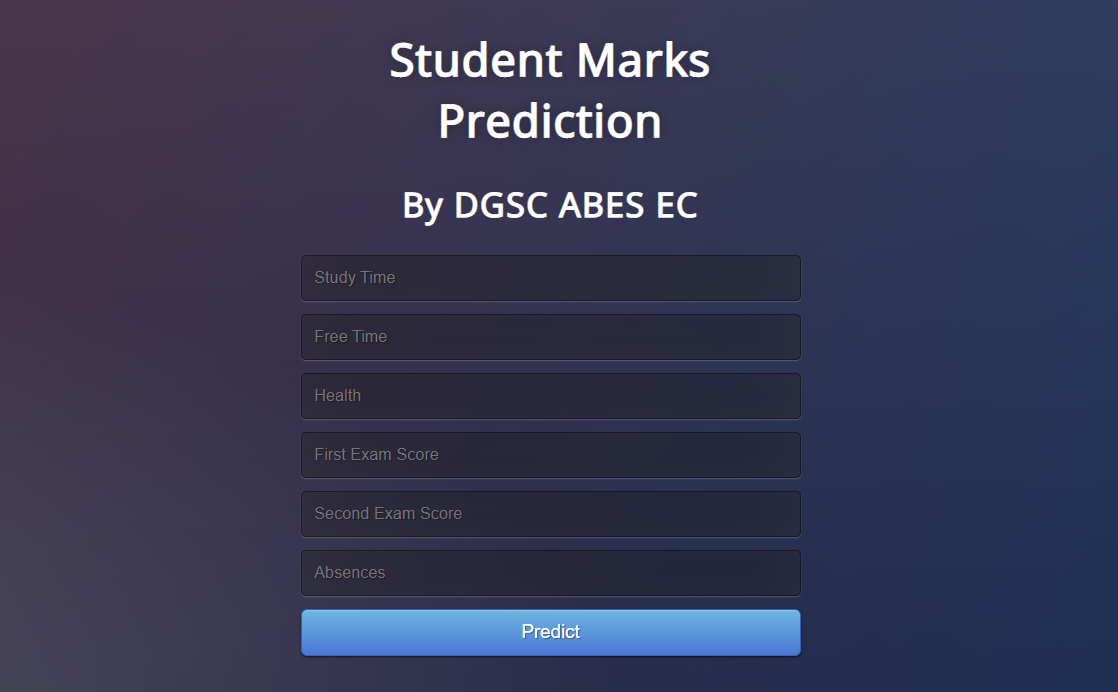 Student Marks
Prediction
By DGSC ABES EC
Study Time
Free Time
Health
First Exam Score
Second Exam Score
Absences
Predict